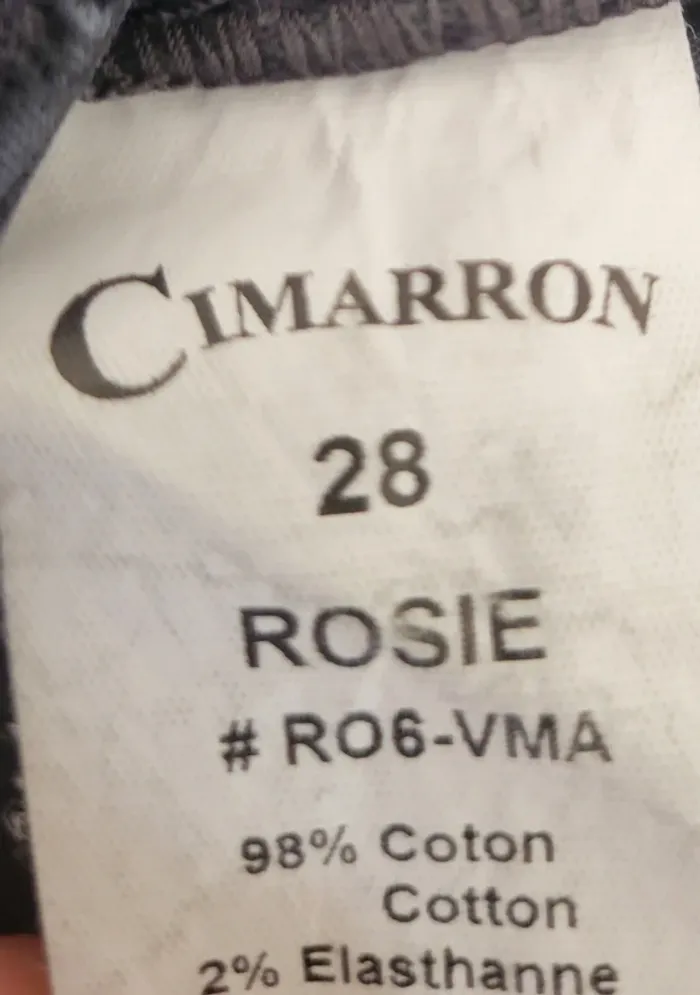 CIMARRON
28
ROSIE
# RO6-VMA
98% Coton
Cotton
2% Elasthanne